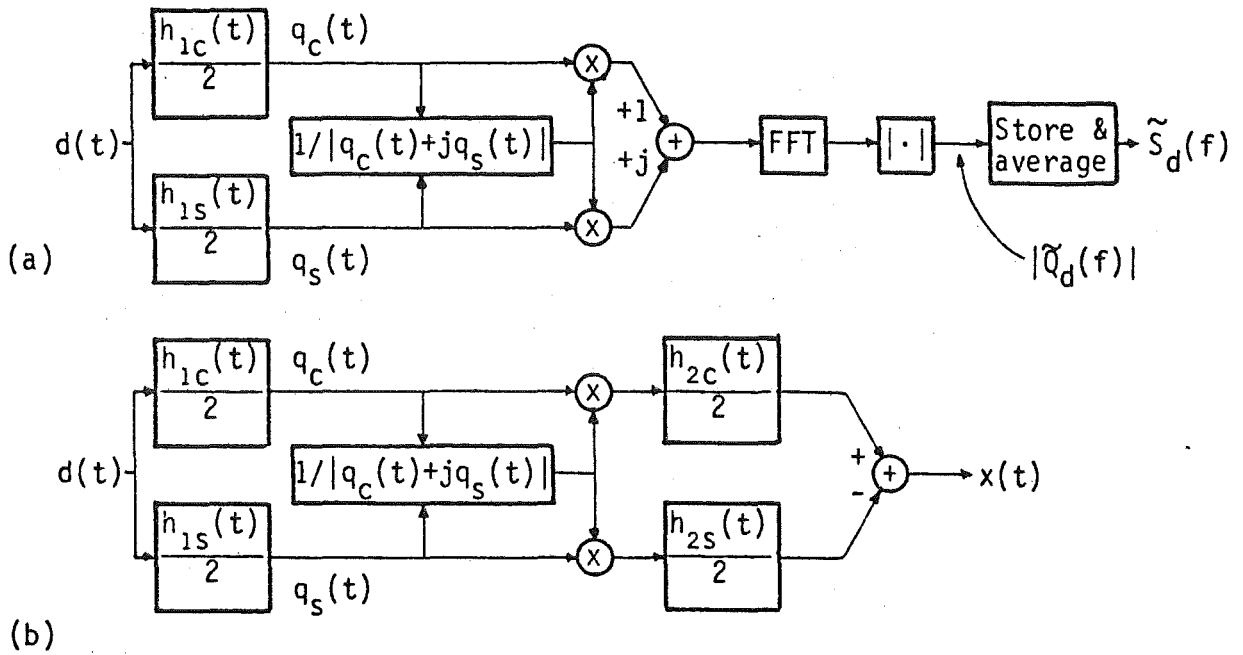 h1c(t)
2
qc(t)
x
+1
d(t)
1/|qc(t)+jqs(t)|
+
FFT
|·|
Store &
average
S̃d(f)
+j
h1s(t)
2
x
qs(t)
|Q̃d(f)|
(a)
h1c(t)
2
qc(t)
x
h2c(t)
2
d(t)
1/|qc(t)+jqs(t)|
+
+
-
x(t)
h1s(t)
2
x
h2s(t)
2
qs(t)
(b)